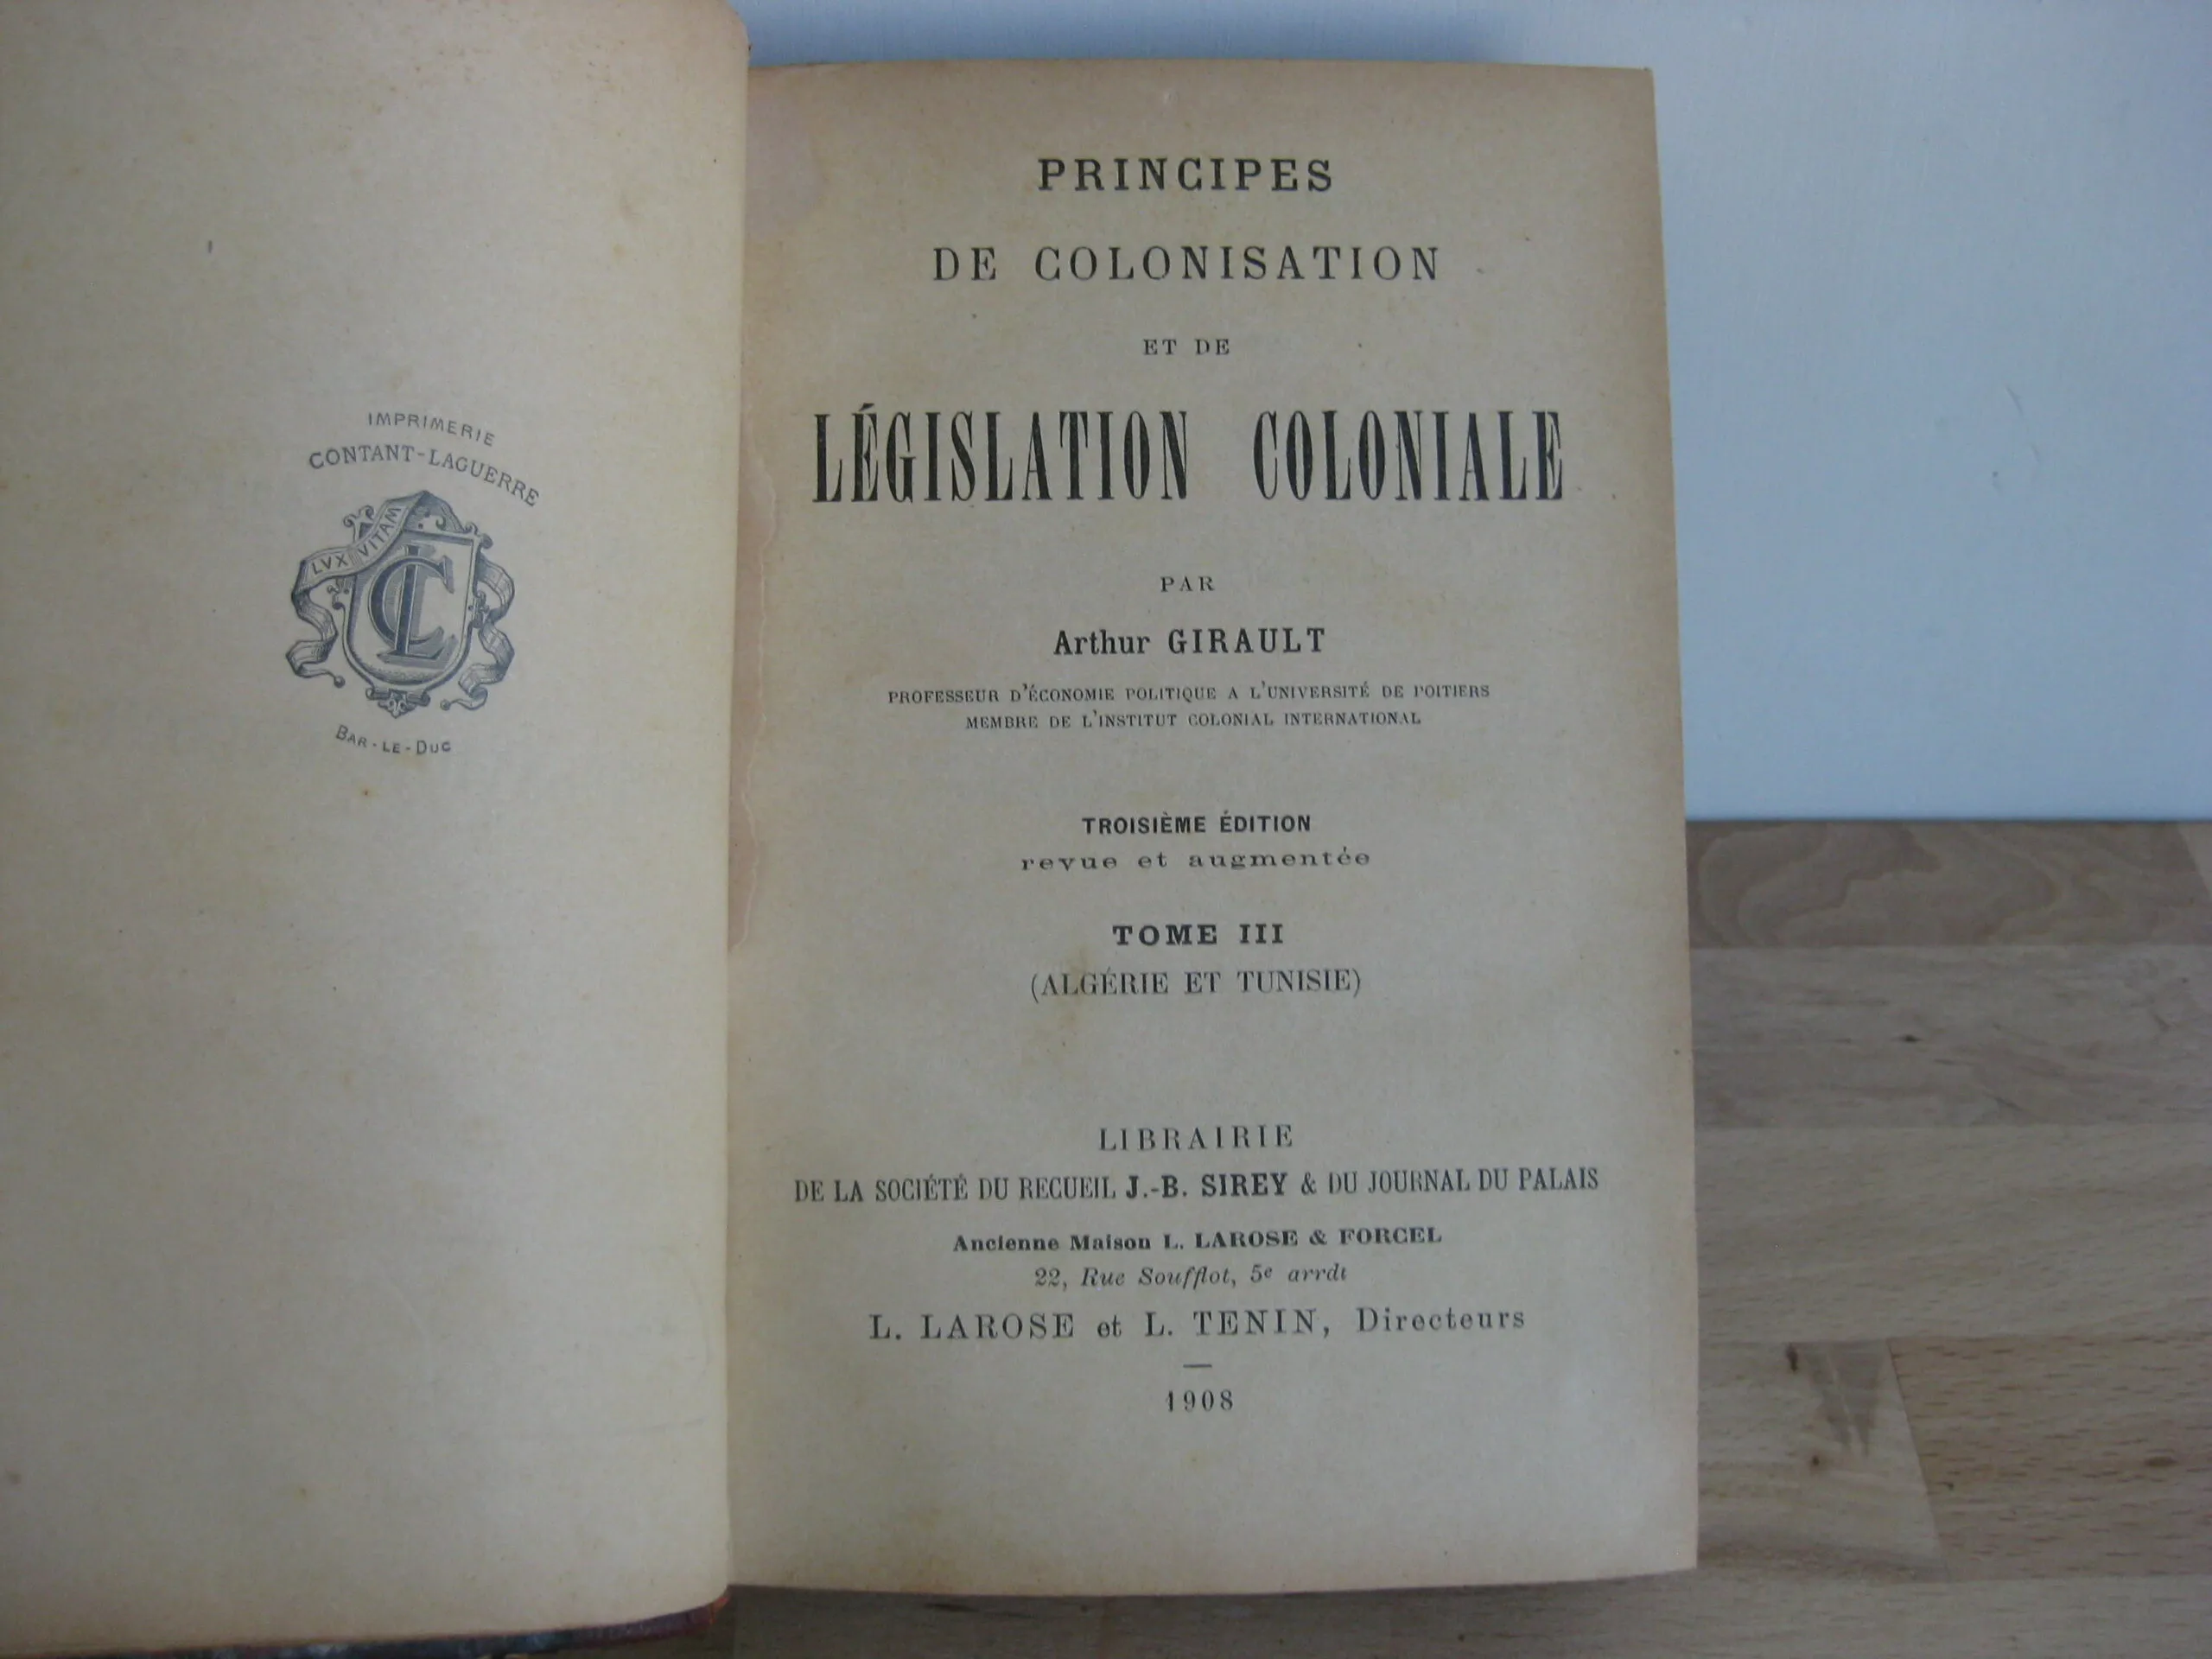 IMPRIMERIE
CONTANT-LAGUERRE
LVX VITAM
CL
BAR-LE-DUC
PRINCIPES
DE COLONISATION
ET DE
LÉGISLATION COLONIALE
PAR
Arthur GIRAULT
PROFESSEUR D'ÉCONOMIE POLITIQUE A L'UNIVERSITÉ DE POITIERS
MEMBRE DE L'INSTITUT COLONIAL INTERNATIONAL
TROISIÈME ÉDITION
revue et augmentée
TOME III
(ALGÉRIE ET TUNISIE)
LIBRAIRIE
DE LA SOCIÉTÉ DU RECUEIL J.-B. SIREY & DU JOURNAL DU PALAIS
Ancienne Maison L. LAROSE & FORCEL
22, Rue Soufflot, 5e arrdt
L. LAROSE et L. TENIN, Directeurs
1908